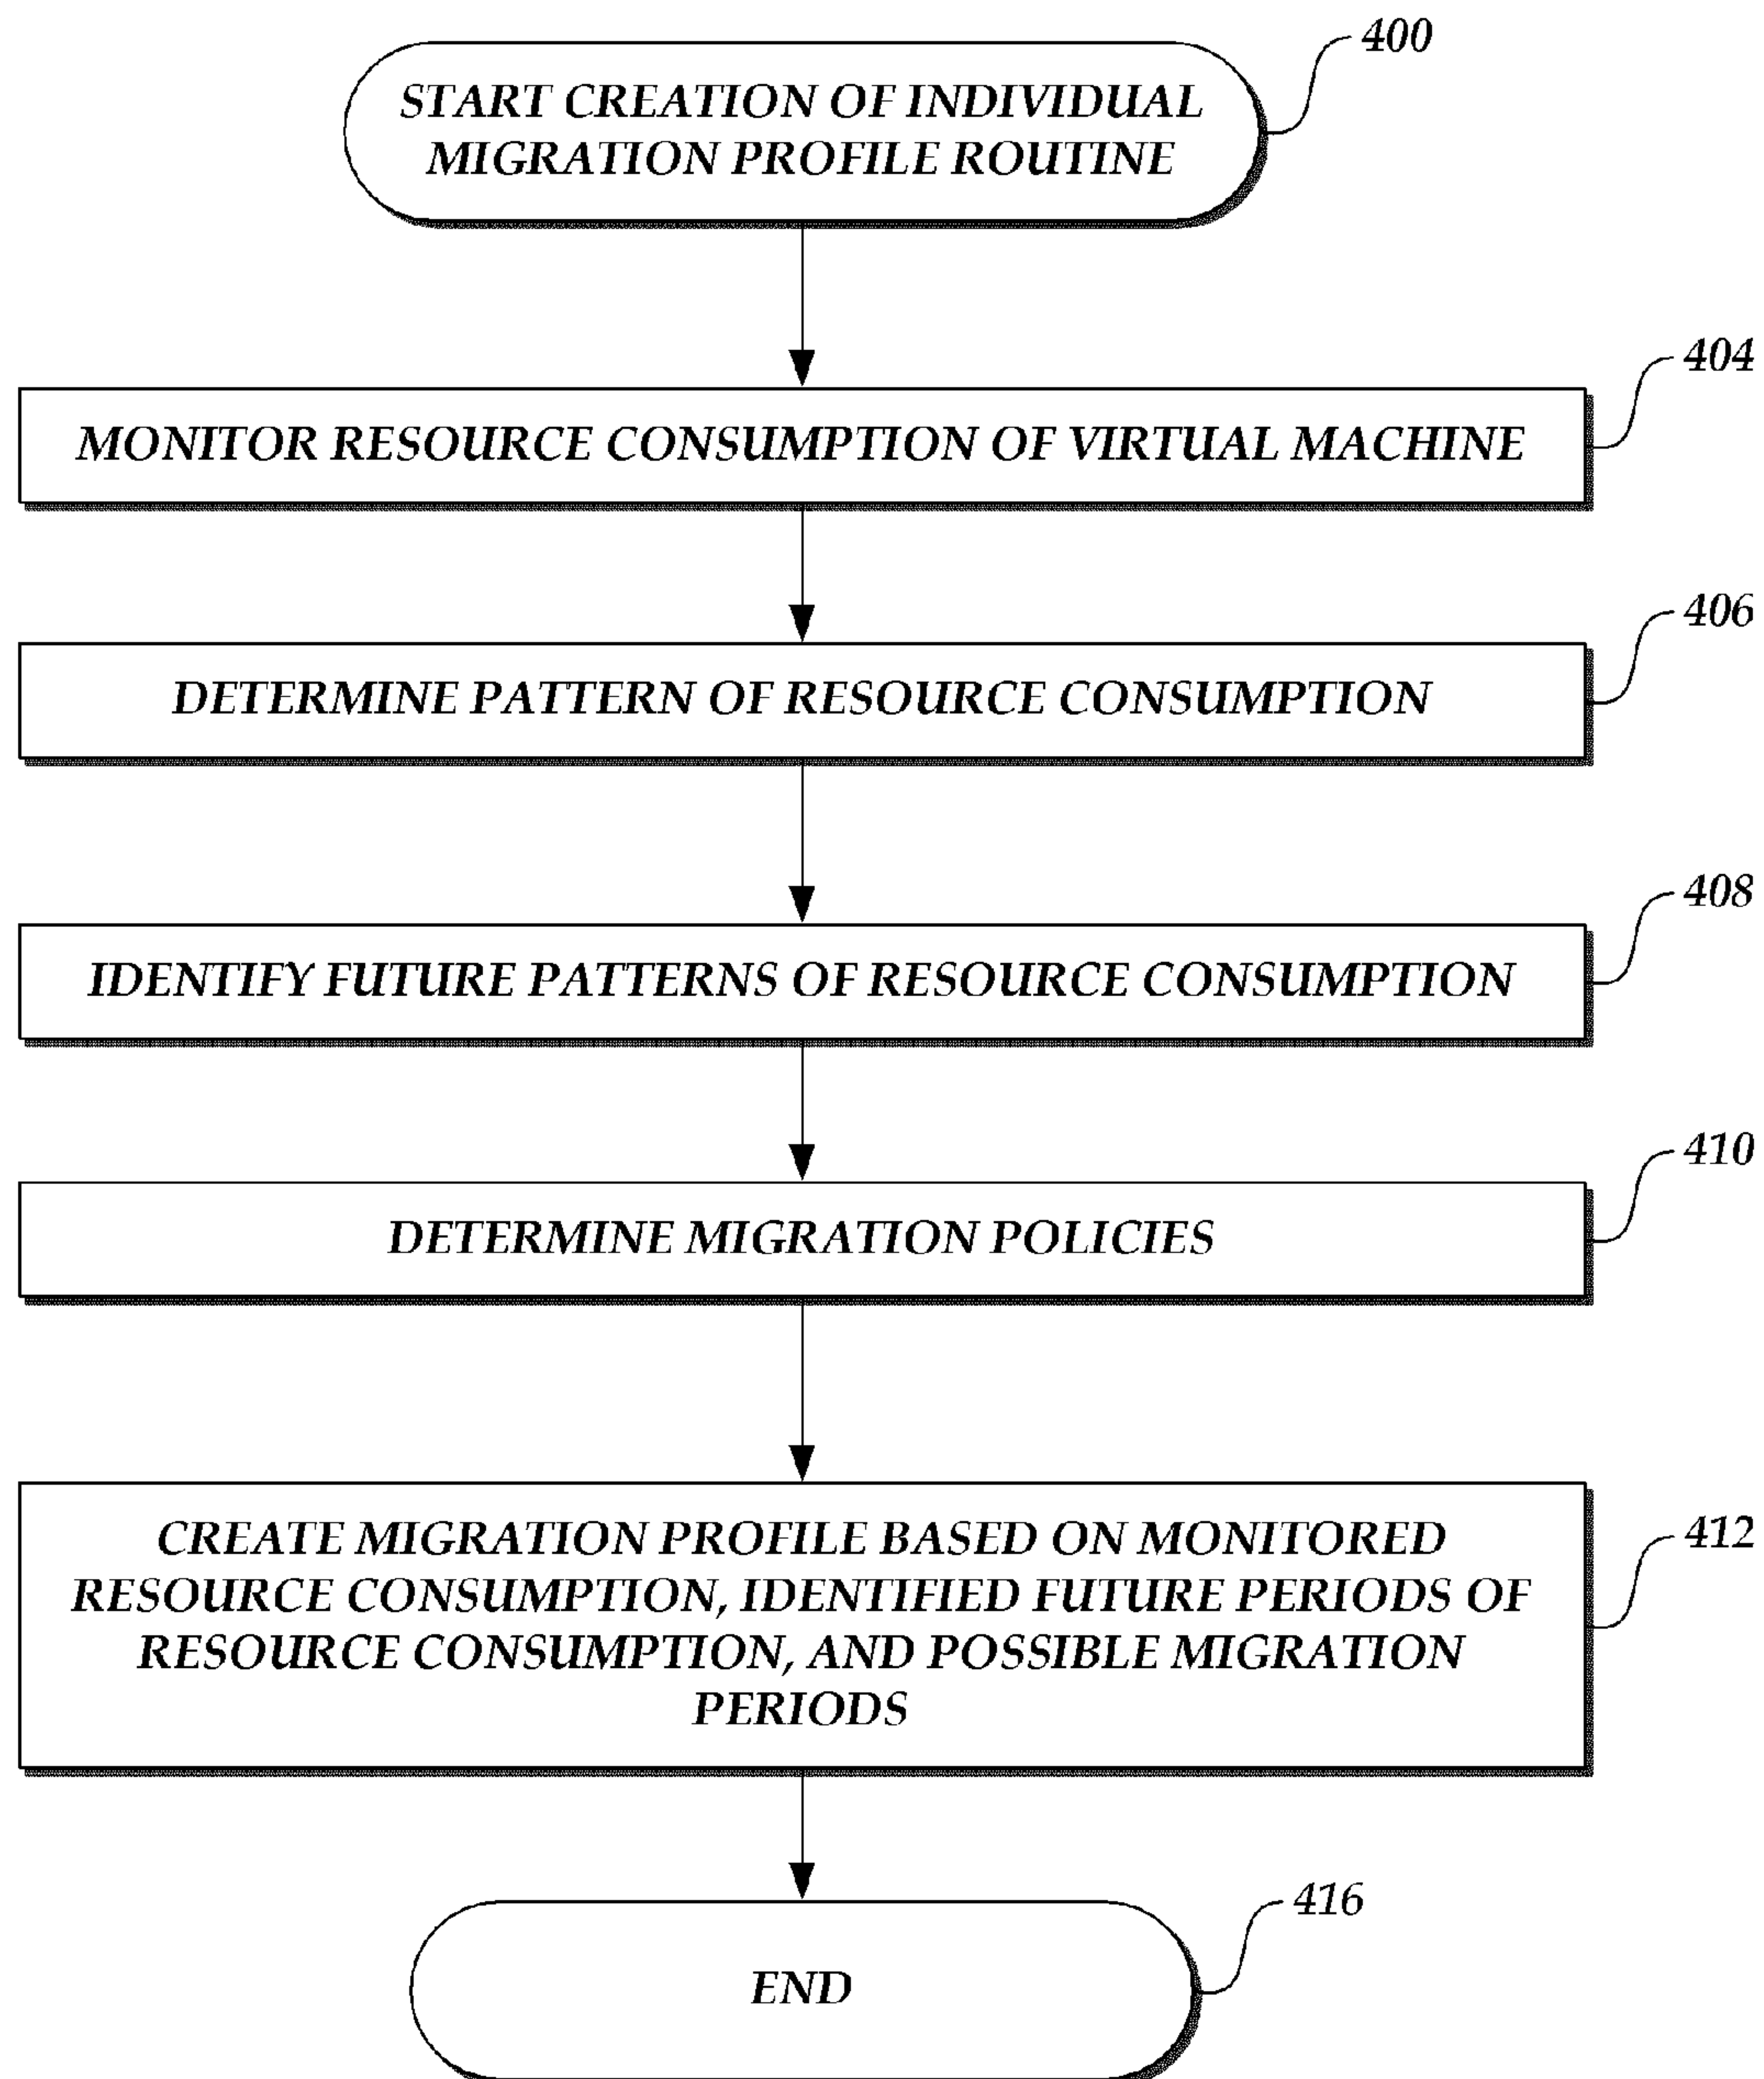 400
START CREATION OF INDIVIDUAL
MIGRATION PROFILE ROUTINE
404
MONITOR RESOURCE CONSUMPTION OF VIRTUAL MACHINE
406
DETERMINE PATTERN OF RESOURCE CONSUMPTION
408
IDENTIFY FUTURE PATTERNS OF RESOURCE CONSUMPTION
410
DETERMINE MIGRATION POLICIES
412
CREATE MIGRATION PROFILE BASED ON MONITORED
RESOURCE CONSUMPTION, IDENTIFIED FUTURE PERIODS OF
RESOURCE CONSUMPTION, AND POSSIBLE MIGRATION
PERIODS
416
END